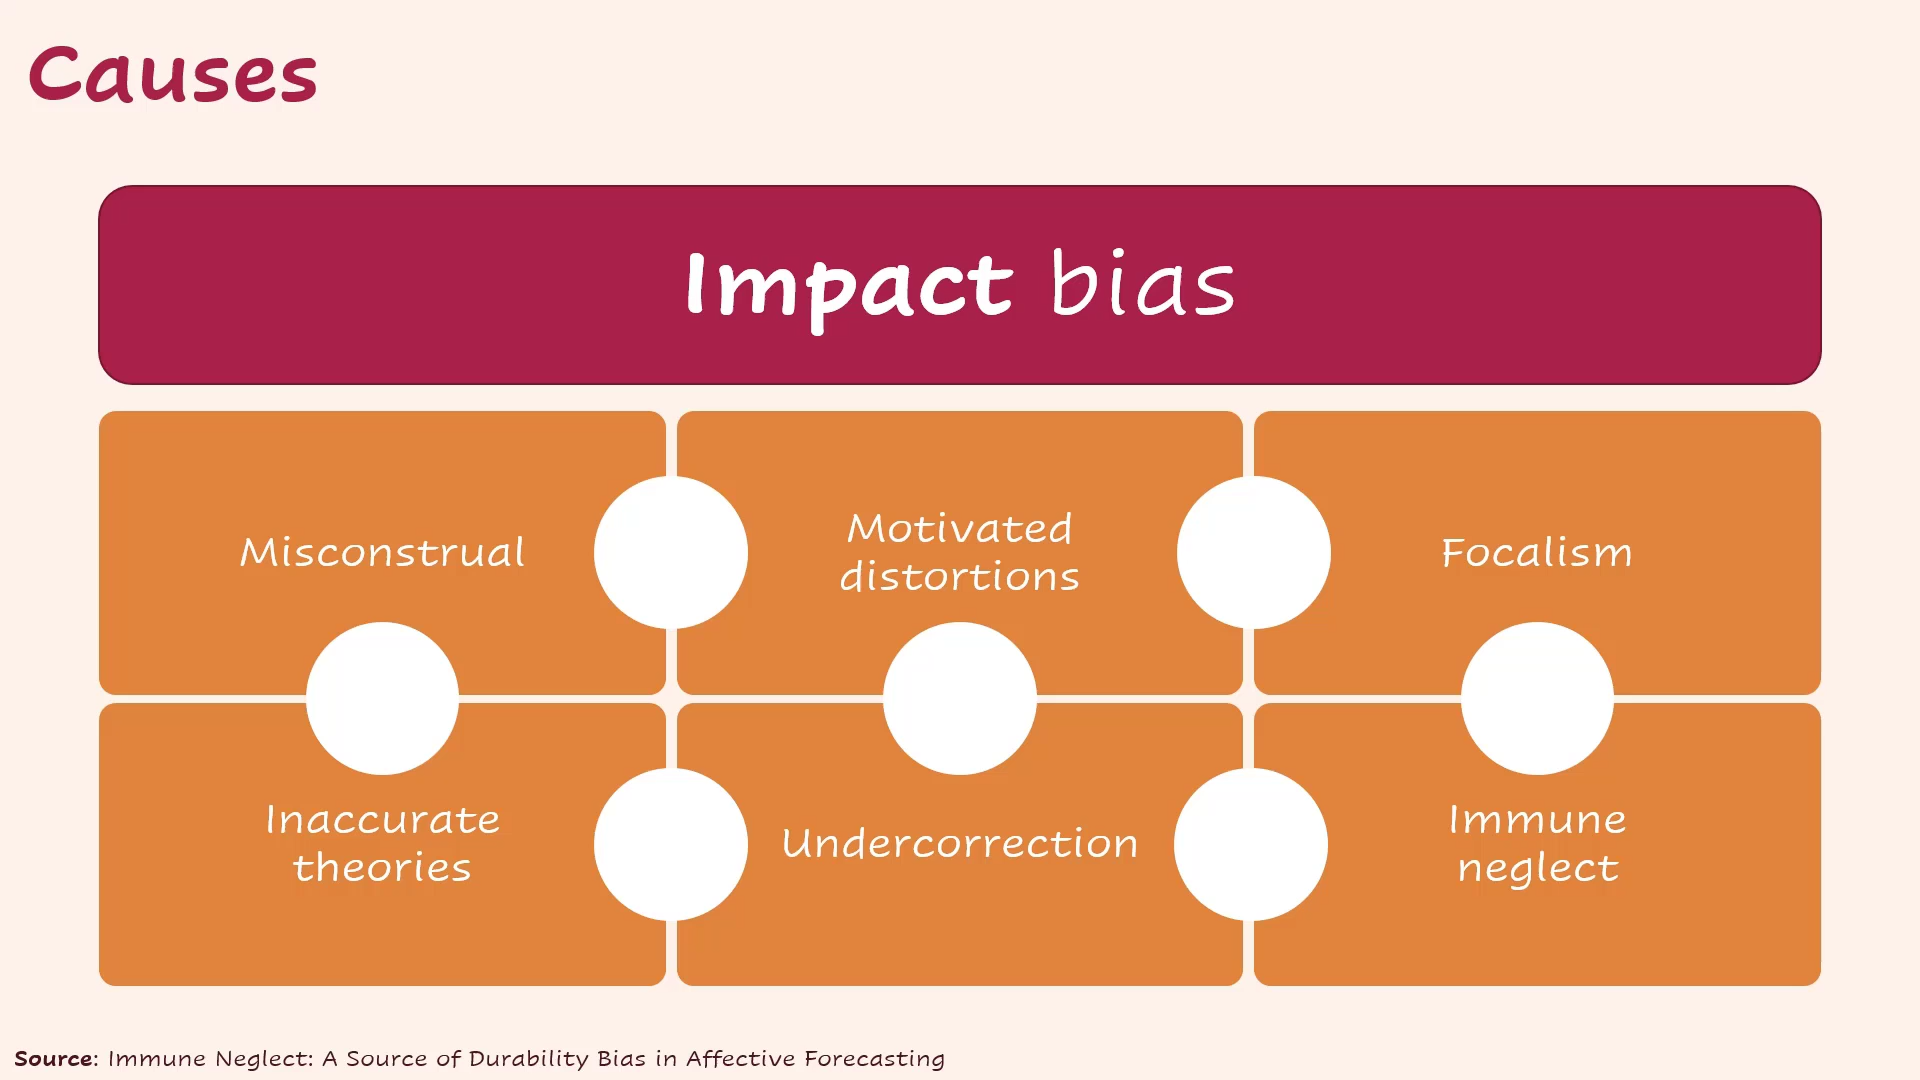 Causes
Impact bias
Misconstrual
Motivated
distortions
Focalism
Inaccurate
theories
Undercorrection
Immune
neglect
Source: Immune Neglect: A Source of Durability Bias in Affective Forecasting